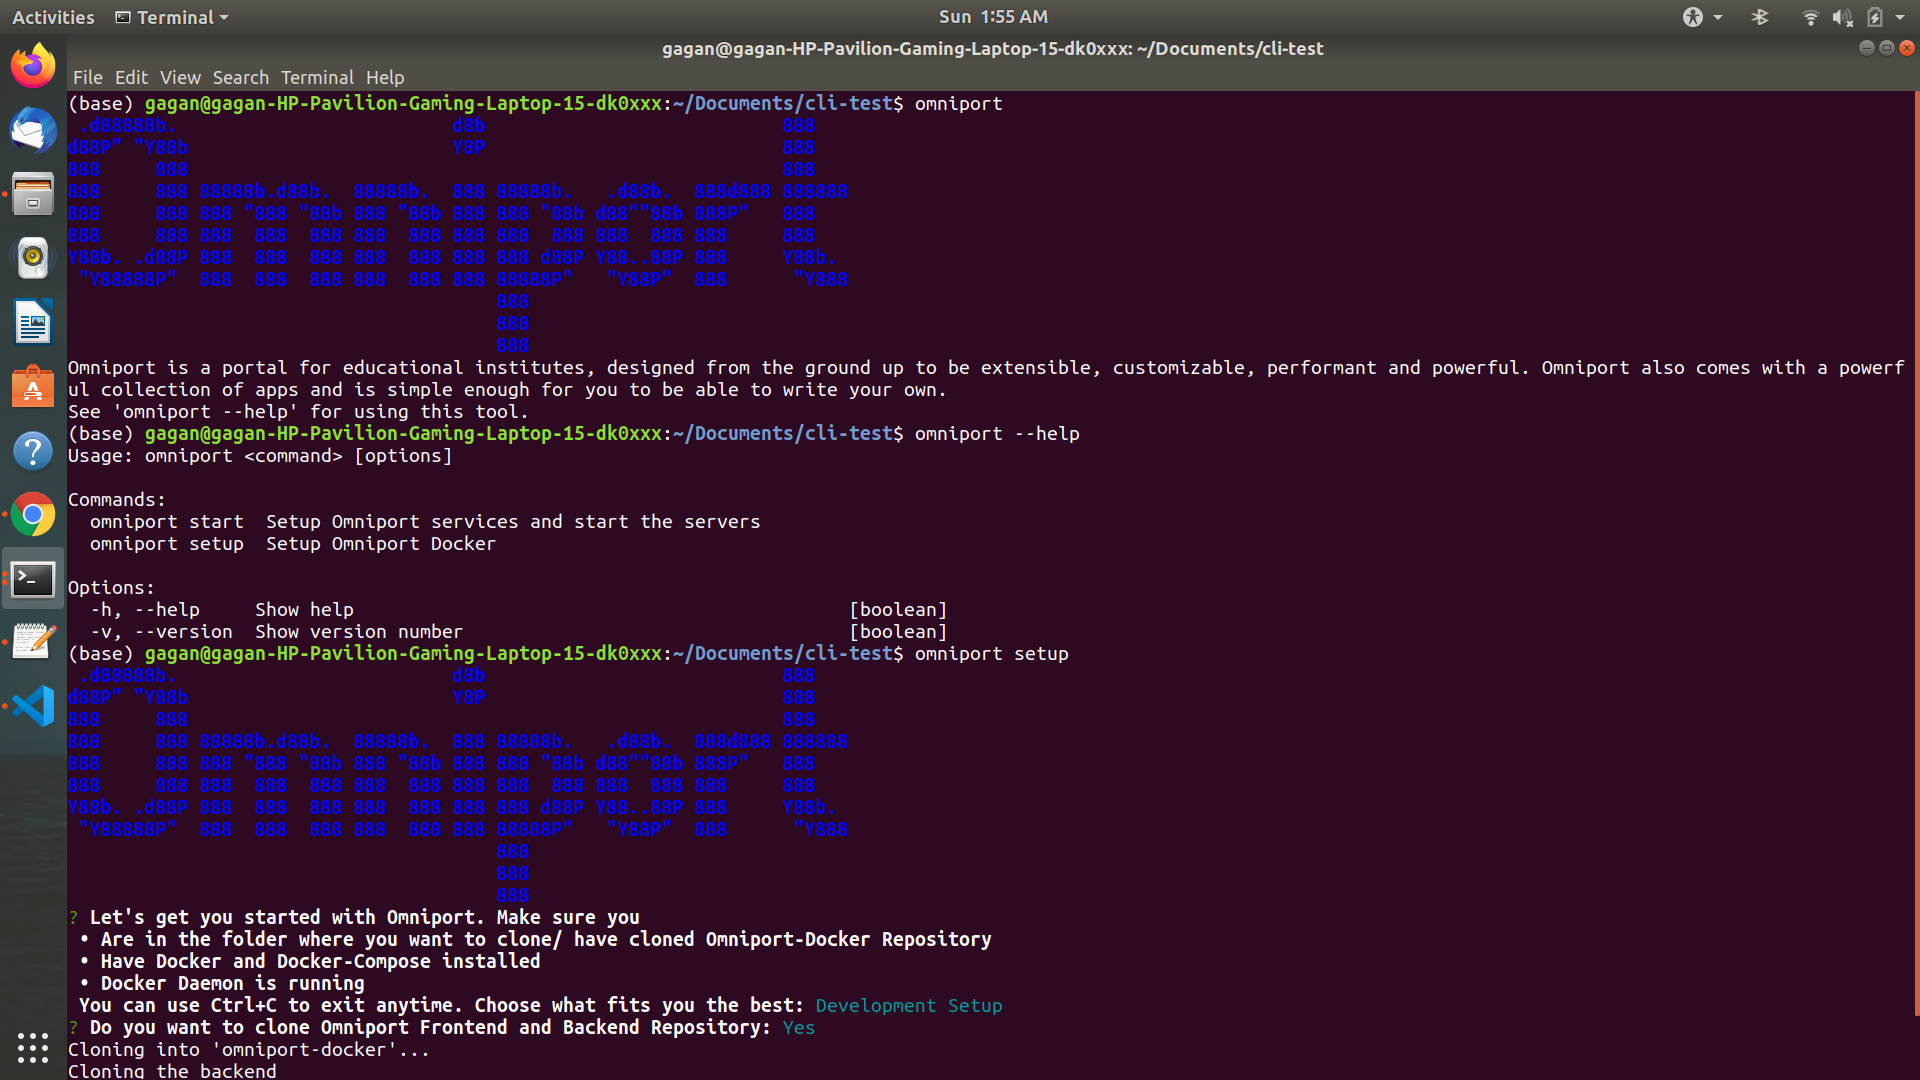 Activities Terminal Sun 1:55 AM
gagan@gagan-HP-Pavilion-Gaming-Laptop-15-dk0xxx: ~/Documents/cli-test
File Edit View Search Terminal Help
(base) gagan@gagan-HP-Pavilion-Gaming-Laptop-15-dk0xxx:~/Documents/cli-test$ omniport
 .d88888b.                         d8b                           888
d88P" "Y88b                        Y8P                           888
888     888                                                      888
888     888 88888b.d88b.  88888b.  888 88888b.   .d88b.  888d888 888888
888     888 888 "888 "88b 888 "88b 888 888 "88b d88""88b 888P"   888
888     888 888  888  888 888  888 888 888  888 888  888 888     888
Y88b. .d88P 888  888  888 888  888 888 888 d88P Y88..88P 888     Y88b.
 "Y88888P"  888  888  888 888  888 888 88888P"   "Y88P"  888      "Y888
                                       888
                                       888
                                       888
Omniport is a portal for educational institutes, designed from the ground up to be extensible, customizable, performant and powerful. Omniport also comes with a powerf
ul collection of apps and is simple enough for you to be able to write your own.
See 'omniport --help' for using this tool.
(base) gagan@gagan-HP-Pavilion-Gaming-Laptop-15-dk0xxx:~/Documents/cli-test$ omniport --help
Usage: omniport <command> [options]
Commands:
  omniport start  Setup Omniport services and start the servers
  omniport setup  Setup Omniport Docker
Options:
  -h, --help     Show help                                             [boolean]
  -v, --version  Show version number                                   [boolean]
(base) gagan@gagan-HP-Pavilion-Gaming-Laptop-15-dk0xxx:~/Documents/cli-test$ omniport setup
 .d88888b.                         d8b                           888
d88P" "Y88b                        Y8P                           888
888     888                                                      888
888     888 88888b.d88b.  88888b.  888 88888b.   .d88b.  888d888 888888
888     888 888 "888 "88b 888 "88b 888 888 "88b d88""88b 888P"   888
888     888 888  888  888 888  888 888 888  888 888  888 888     888
Y88b. .d88P 888  888  888 888  888 888 888 d88P Y88..88P 888     Y88b.
 "Y88888P"  888  888  888 888  888 888 88888P"   "Y88P"  888      "Y888
                                       888
                                       888
                                       888
? Let's get you started with Omniport. Make sure you
 • Are in the folder where you want to clone/ have cloned Omniport-Docker Repository
 • Have Docker and Docker-Compose installed
 • Docker Daemon is running
 You can use Ctrl+C to exit anytime. Choose what fits you the best: Development Setup
? Do you want to clone Omniport Frontend and Backend Repository: Yes
Cloning into 'omniport-docker'...
Cloning the backend